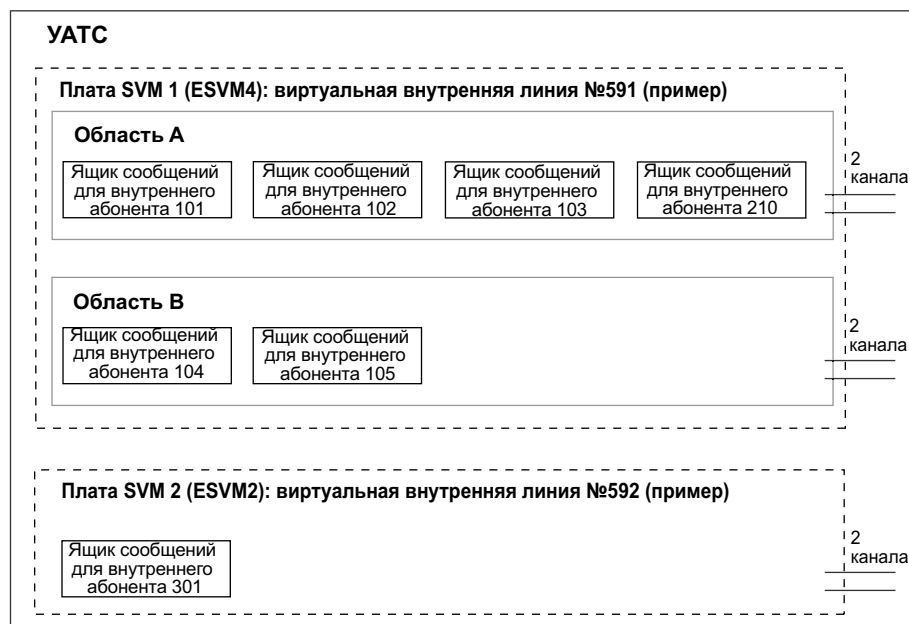 УАТС
Плата SVM 1 (ESVM4): виртуальная внутренняя линия №591 (пример)
Область A
Ящик сообщений
для внутреннего
абонента 101
Ящик сообщений
для внутреннего
абонента 102
Ящик сообщений
для внутреннего
абонента 103
Ящик сообщений
для внутреннего
абонента 210
2
канала
Область B
Ящик сообщений
для внутреннего
абонента 104
Ящик сообщений
для внутреннего
абонента 105
2
канала
Плата SVM 2 (ESVM2): виртуальная внутренняя линия №592 (пример)
Ящик сообщений
для внутреннего
абонента 301
2
канала